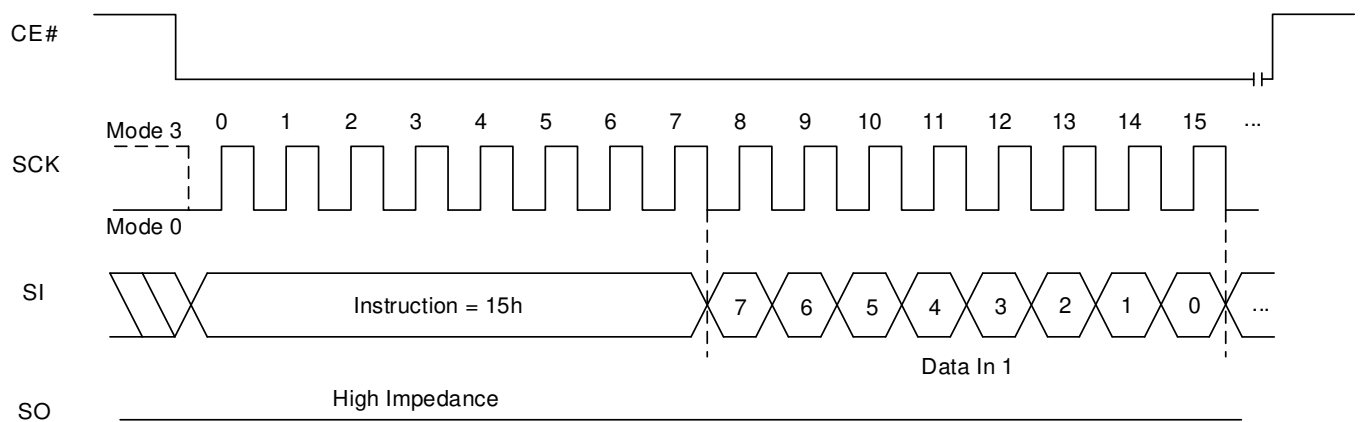 CE#
Mode 3 0 1 2 3 4 5 6 7 8 9 10 11 12 13 14 15 ...
SCK
Mode 0
SI Instruction = 15h 7 6 5 4 3 2 1 0 ...
Data In 1
High Impedance
SO